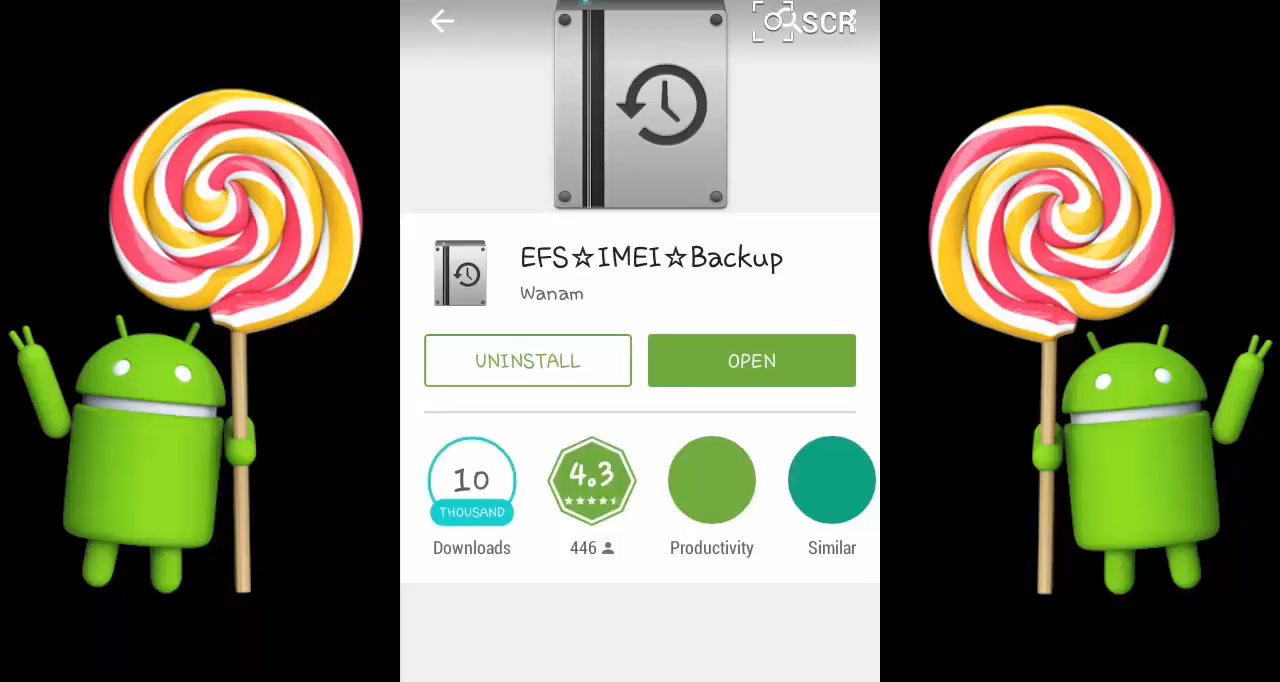 SCR
EFS☆IMEI☆Backup
Wanam
UNINSTALL
OPEN
10
THOUSAND
Downloads
4.3
446
Productivity
Similar